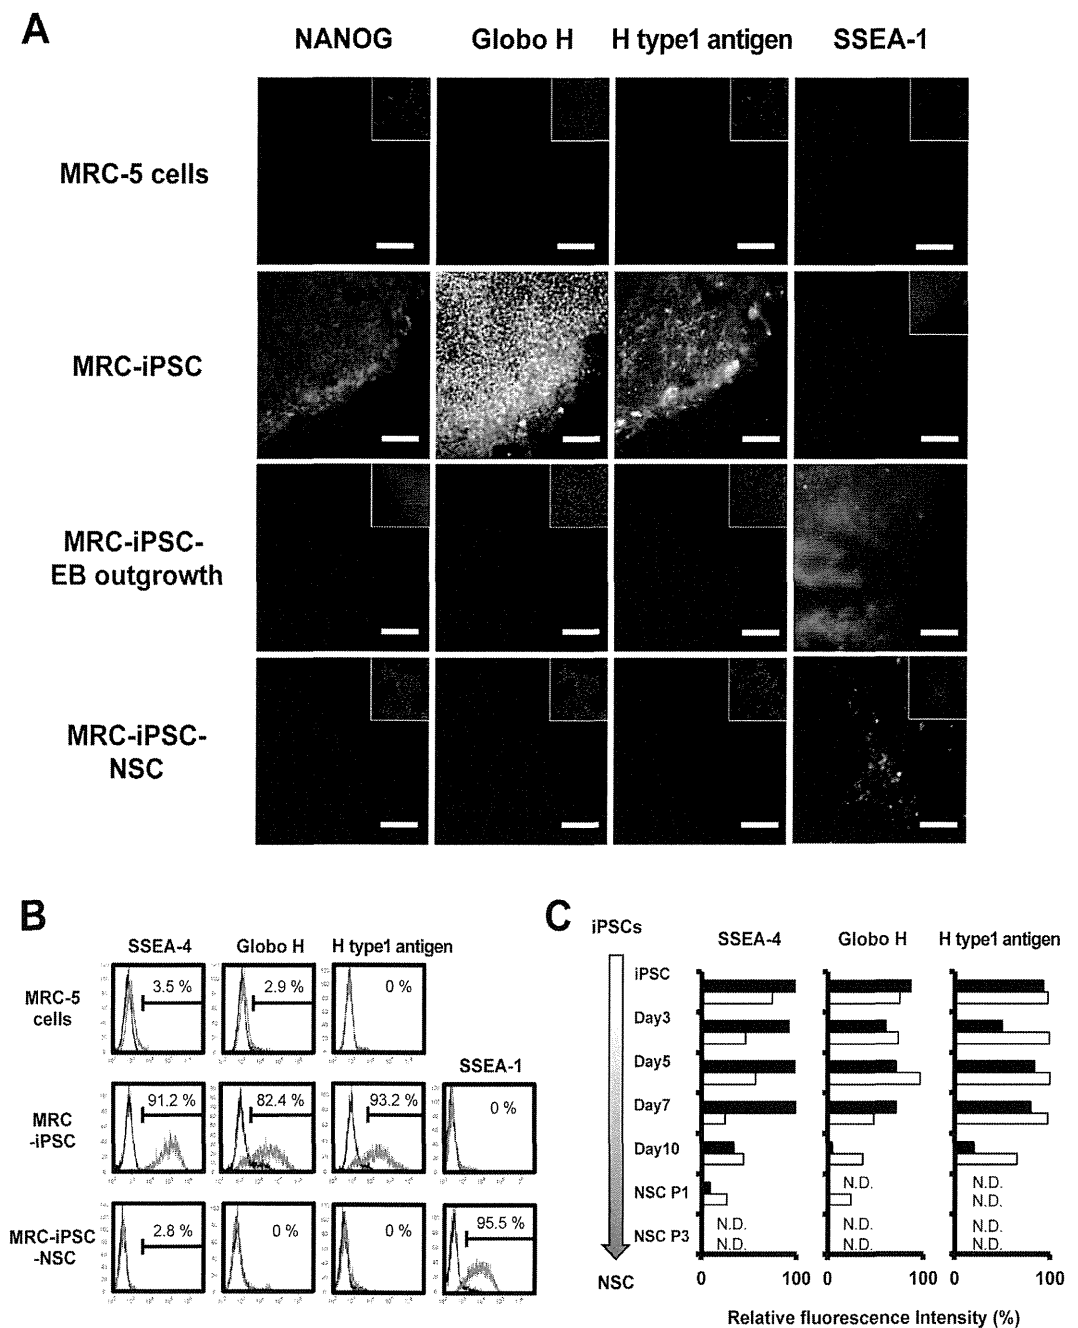 A
NANOG Globo H H type1 antigen SSEA-1
MRC-5 cells
MRC-iPSC
MRC-iPSC-
EB outgrowth
MRC-iPSC-
NSC
B
SSEA-4 Globo H H type1 antigen
MRC-5
cells
3.5 % 2.9 % 0 %
SSEA-1
MRC
-iPSC
91.2 % 82.4 % 93.2 % 0 %
MRC-iPSC
-NSC
2.8 % 0 % 0 % 95.5 %
C
iPSCs
SSEA-4 Globo H H type1 antigen
iPSC
Day3
Day5
Day7
Day10
NSC P1
N.D. N.D.
N.D.
NSC P3
N.D. N.D. N.D.
N.D. N.D. N.D.
NSC
0 100 0 100 0 100
Relative fluorescence Intensity (%)